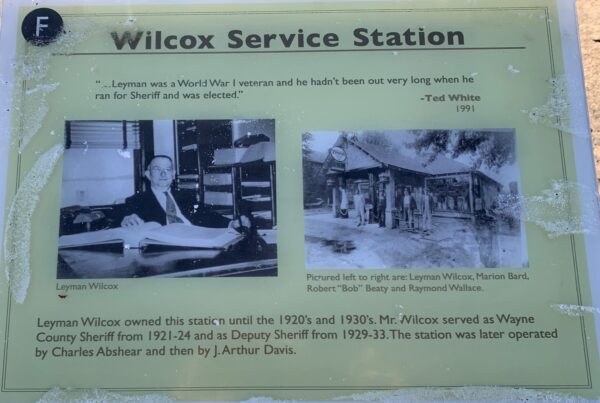 F
Wilcox Service Station
“....Leyman was a World War I veteran and he hadn't been out very long when he
ran for Sheriff and was elected.”
-Ted White
1991
Leyman Wilcox
Pictured left to right are: Leyman Wilcox, Marion Bard,
Robert “Bob” Beaty and Raymond Wallace.
Leyman Wilcox owned this station until the 1920's and 1930's. Mr. Wilcox served as Wayne
County Sheriff from 1921-24 and as Deputy Sheriff from 1929-33. The station was later operated
by Charles Abshear and then by J. Arthur Davis.